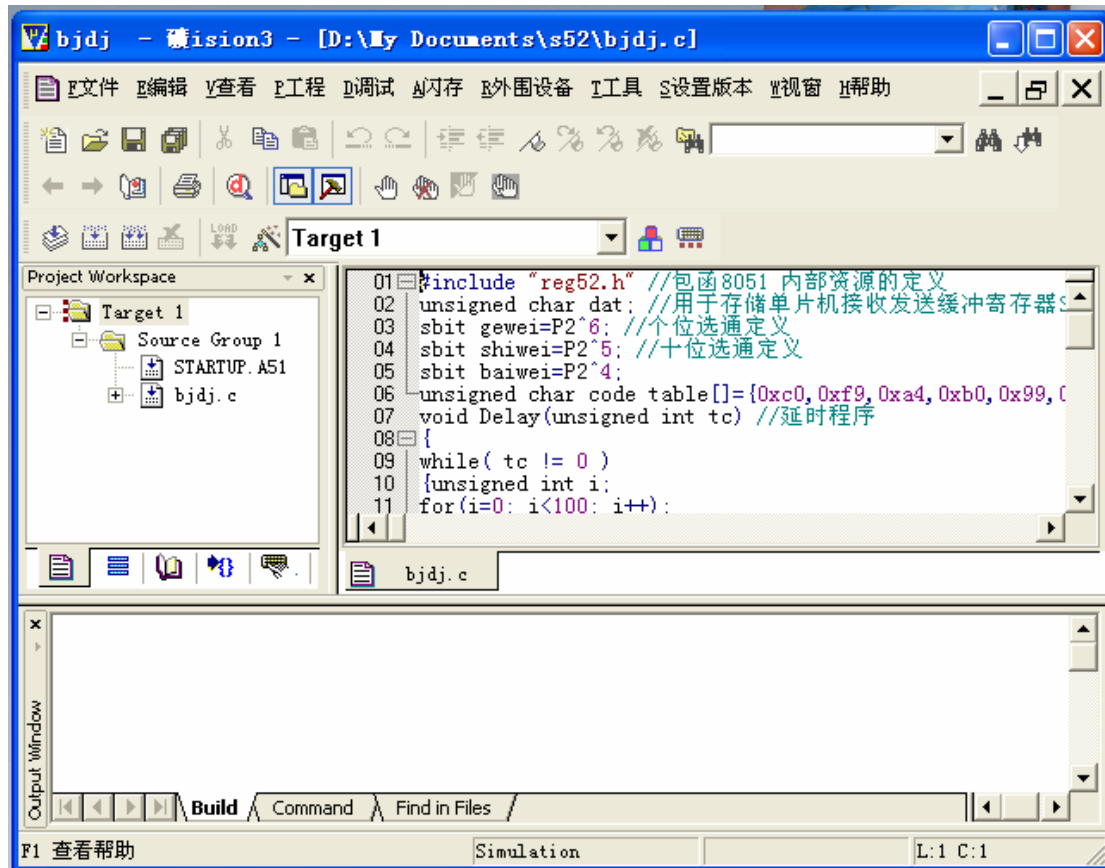 bjdj - 礦ision3 - [D:\My Documents\s52\bjdj.c]
F文件 E编辑 V查看 P工程 D调试 A闪存 R外围设备 T工具 S设置版本 W视窗 H帮助
LOAD
Target 1
Project Workspace
Target 1
Source Group 1
STARTUP.A51
bjdj.c
01 #include "reg52.h" //包函8051 内部资源的定义
02 unsigned char dat; //用于存储单片机接收发送缓冲寄存器S
03 sbit gewei=P2^6; //个位选通定义
04 sbit shiwei=P2^5; //十位选通定义
05 sbit baiwei=P2^4;
06 unsigned char code table[]={0xc0,0xf9,0xa4,0xb0,0x99,0
07 void Delay(unsigned int tc) //延时程序
08 {
09 while( tc != 0 )
10 {unsigned int i;
11 for(i=0; i<100; i++);
bjdj.c
Output Window
Build Command Find in Files
F1 查看帮助 Simulation L:1 C:1